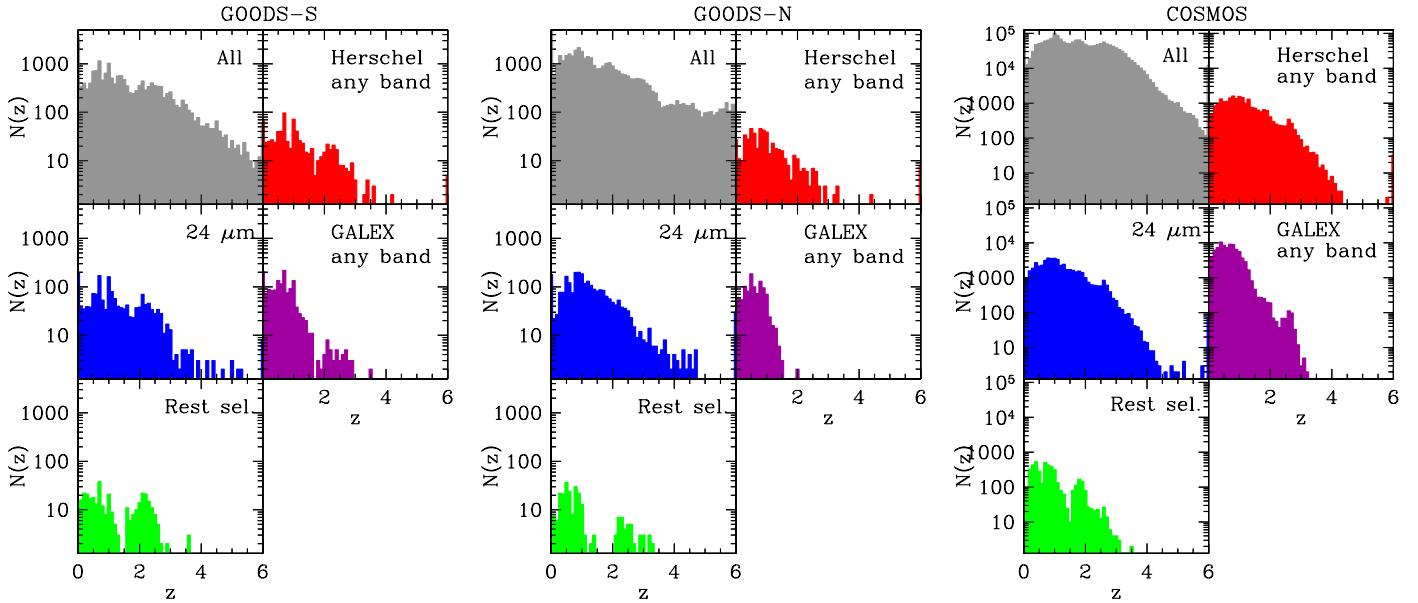 GOODS-S
GOODS-N
COSMOS
All
Herschel
any band
1000
100
10
N(z)
24 μm
GALEX
any band
1000
100
10
N(z)
2 4 6
z
Rest sel.
1000
100
10
N(z)
0 2 4 6
z
All
Herschel
any band
1000
100
10
N(z)
24 μm
GALEX
any band
1000
100
10
N(z)
2 4 6
z
Rest sel.
1000
100
10
N(z)
0 2 4 6
z
All
Herschel
any band
10⁵
10⁴
1000
100
10
N(z)
24 μm
GALEX
any band
10⁵
10⁴
1000
100
10
N(z)
2 4 6
z
Rest sel.
10⁵
10⁴
1000
100
10
N(z)
0 2 4 6
z